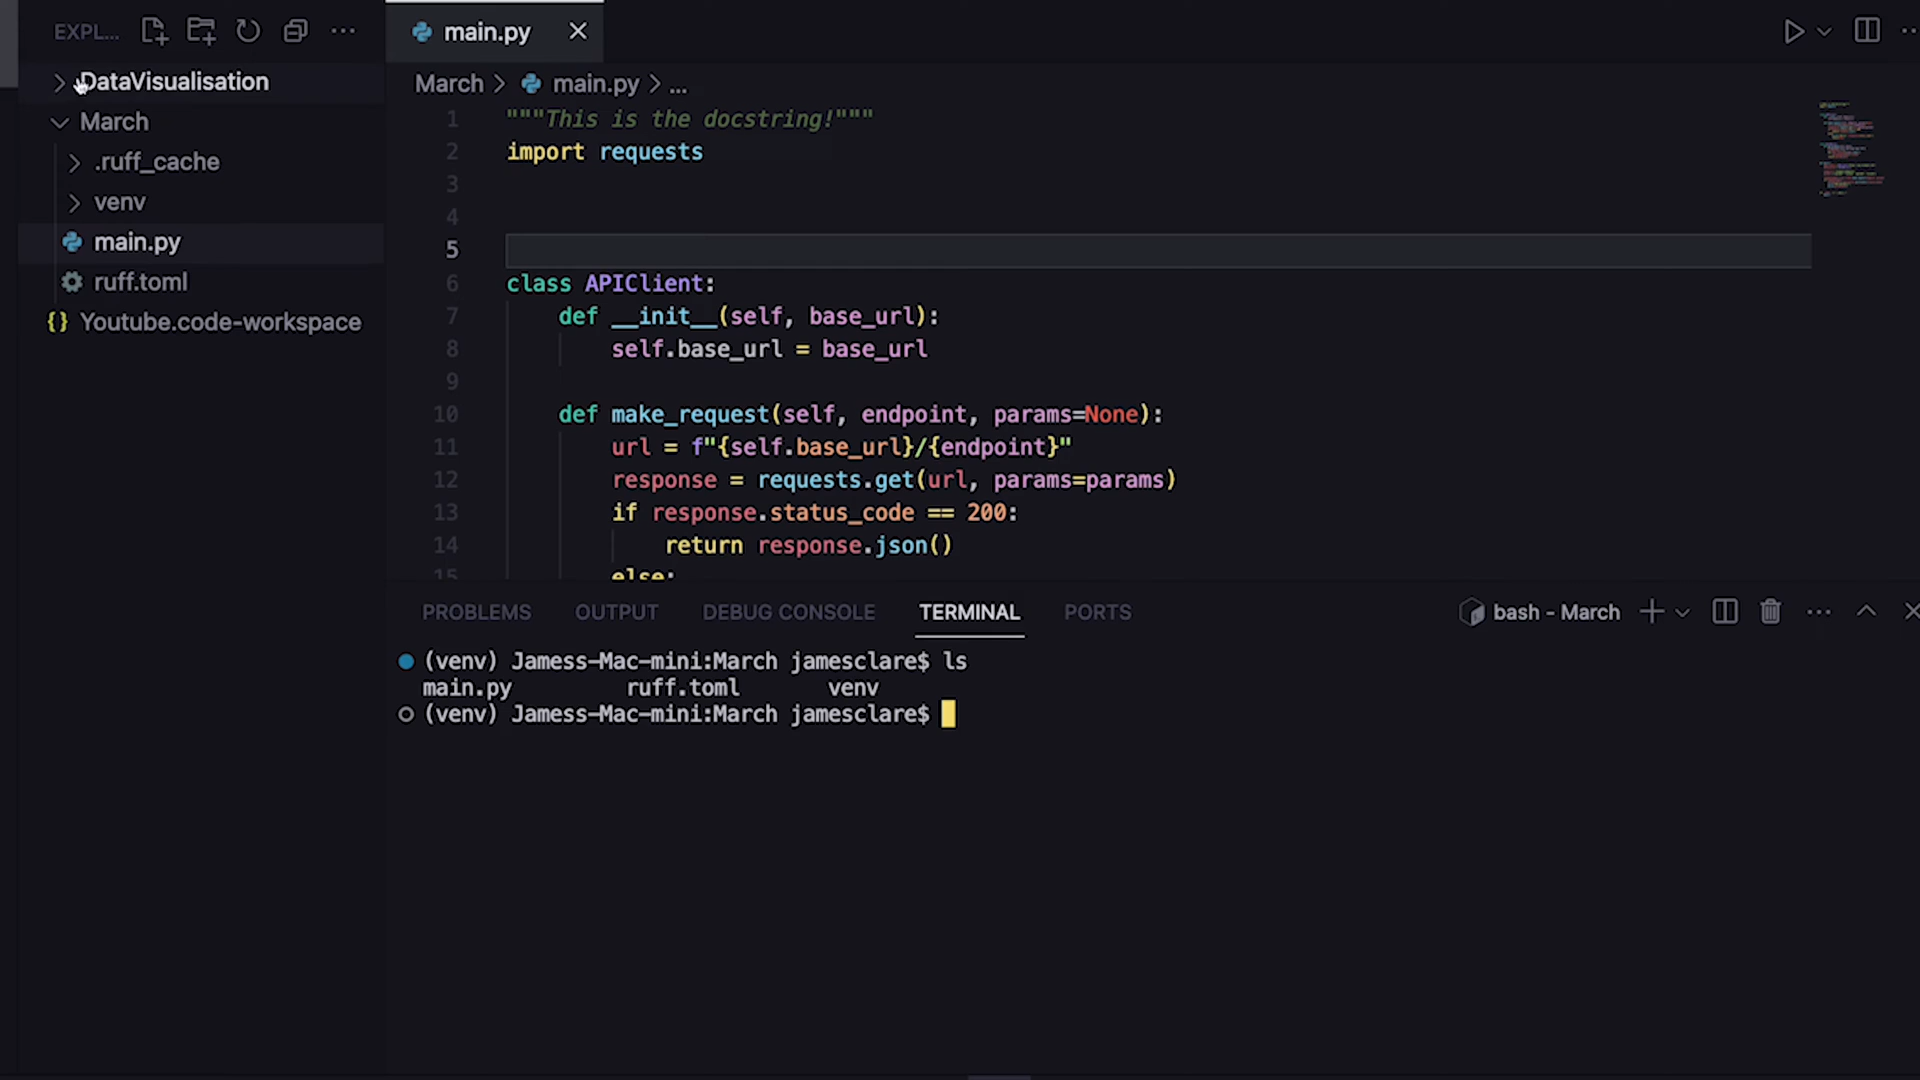 EXPL...
DataVisualisation
March
.ruff_cache
venv
main.py
ruff.toml
{} Youtube.code-workspace
main.py
March > main.py > ...
1 """This is the docstring!"""
2 import requests
3
4
5
6 class APIClient:
7 def __init__(self, base_url):
8 self.base_url = base_url
9
10 def make_request(self, endpoint, params=None):
11 url = f"{self.base_url}/{endpoint}"
12 response = requests.get(url, params=params)
13 if response.status_code == 200:
14 return response.json()
15 else:
PROBLEMS OUTPUT DEBUG CONSOLE TERMINAL PORTS bash - March
(venv) Jamess-Mac-mini:March jamesclare$ ls
main.py ruff.toml venv
(venv) Jamess-Mac-mini:March jamesclare$